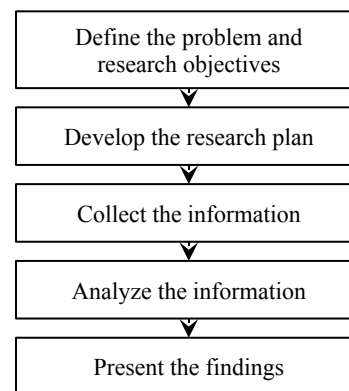 Define the problem and
research objectives
Develop the research plan
Collect the information
Analyze the information
Present the findings